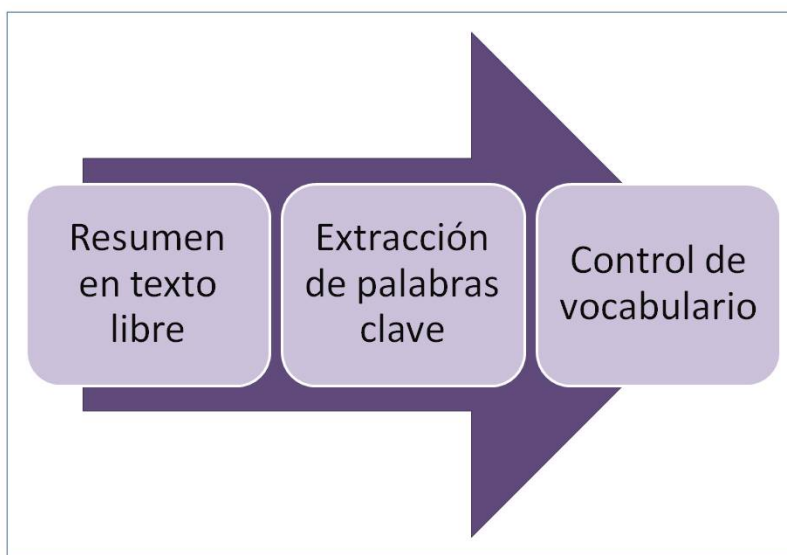 Resumen
en texto
libre
Extracción
de palabras
clave
Control de
vocabulario